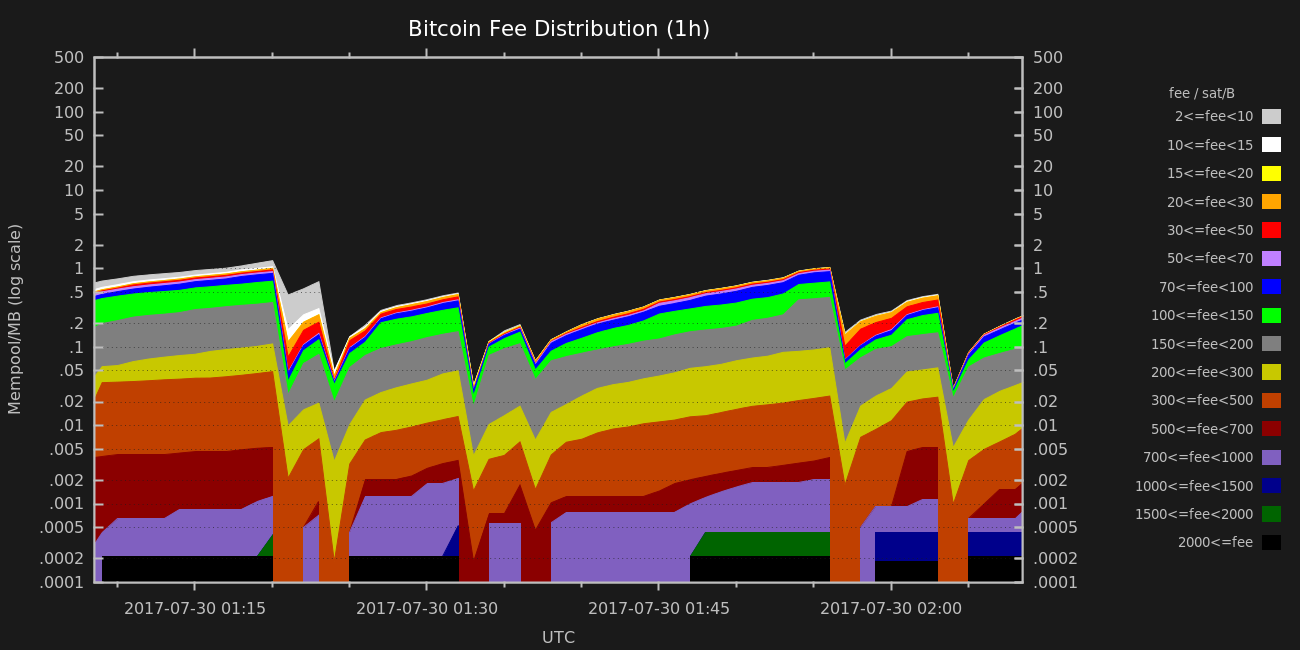 Bitcoin Fee Distribution (1h)
500 500
200 200
100 100
50 50
20 20
10 10
5 5
2 2
1 1
.5 .5
.2 .2
.1 .1
.05 .05
.02 .02
.01 .01
.005 .005
.002 .002
.001 .001
.0005 .0005
.0002 .0002
.0001 .0001
Mempool/MB (log scale)
2017-07-30 01:15 2017-07-30 01:30 2017-07-30 01:45 2017-07-30 02:00
UTC
fee / sat/B
2<=fee<10
10<=fee<15
15<=fee<20
20<=fee<30
30<=fee<50
50<=fee<70
70<=fee<100
100<=fee<150
150<=fee<200
200<=fee<300
300<=fee<500
500<=fee<700
700<=fee<1000
1000<=fee<1500
1500<=fee<2000
2000<=fee